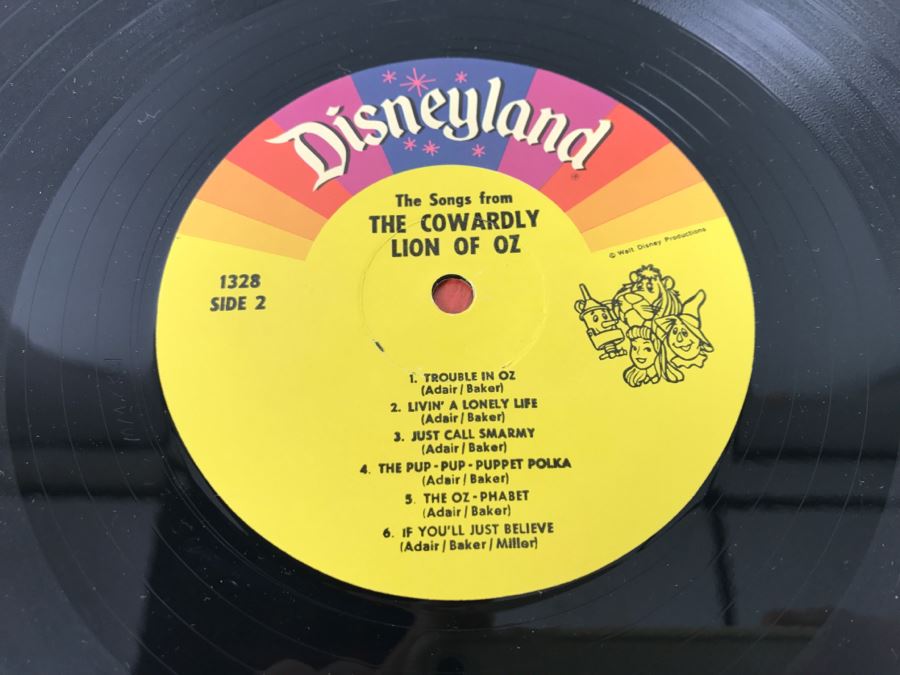 Disneyland
®
The Songs from
THE COWARDLY
LION OF OZ
© Walt Disney Productions
1328
SIDE 2
1. TROUBLE IN OZ
(Adair/Baker)
2. LIVIN' A LONELY LIFE
(Adair/Baker)
3. JUST CALL SMARMY
(Adair/Baker)
4. THE PUP-PUP-PUPPET POLKA
(Adair/Baker)
5. THE OZ-PHABET
(Adair/Baker)
6. IF YOU'LL JUST BELIEVE
(Adair/Baker/Miller)